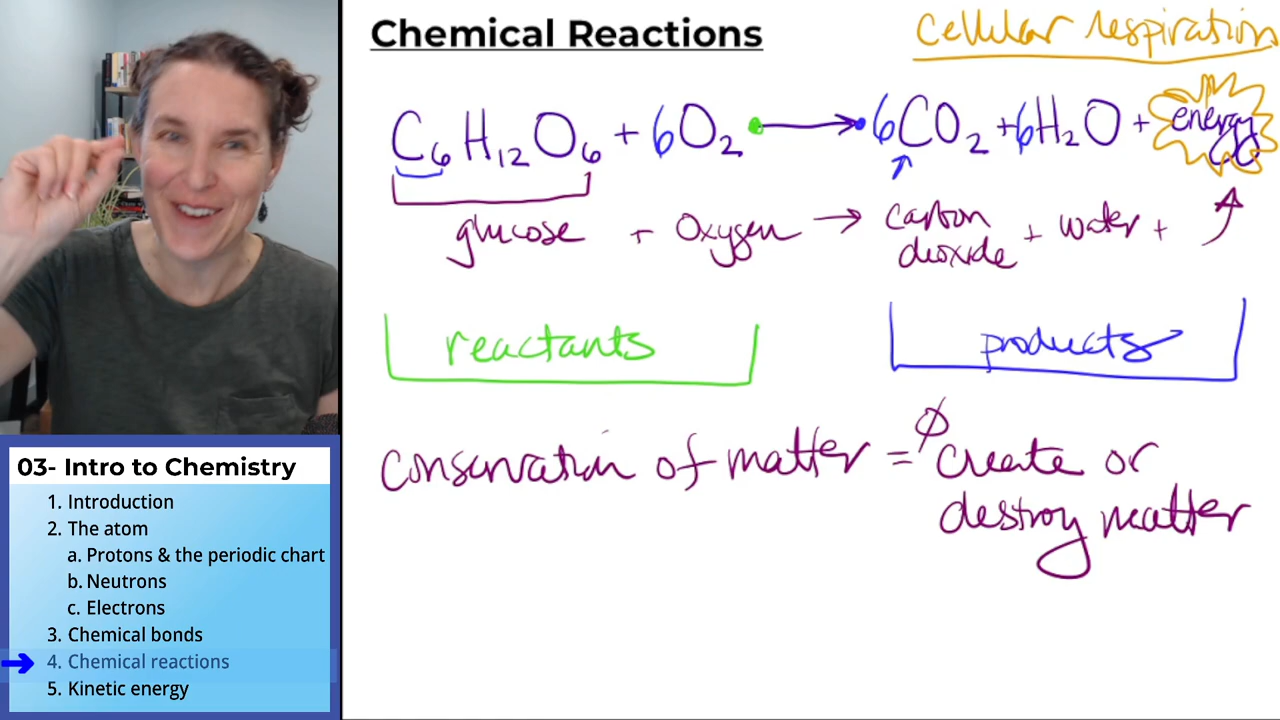 Chemical Reactions
Cellular respiration
C6H12O6 + 6O2 → 6CO2 + 6H2O + energy
glucose + Oxygen → carbon dioxide + water +
reactants
products
conservation of matter = ∅ create or
destroy matter
03- Intro to Chemistry
1. Introduction
2. The atom
a. Protons & the periodic chart
b. Neutrons
c. Electrons
3. Chemical bonds
4. Chemical reactions
5. Kinetic energy